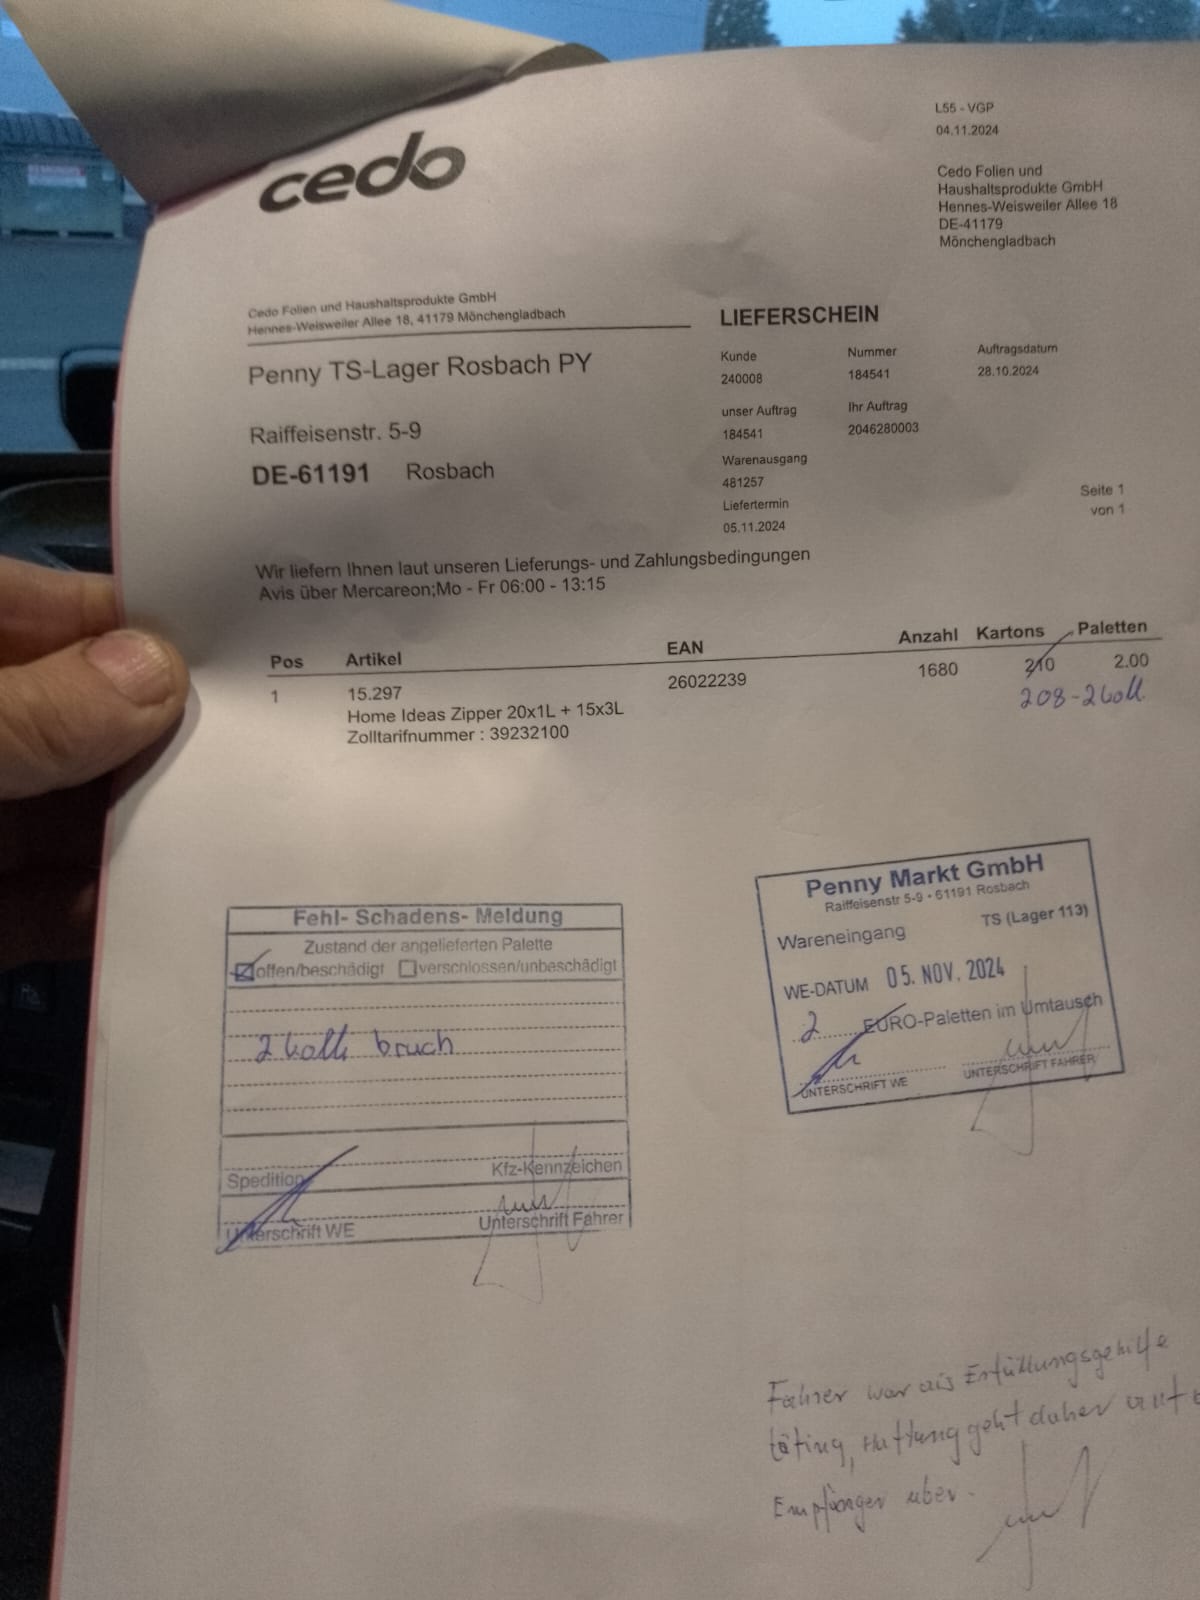 cedo
L55 - VGP
04.11.2024
Cedo Folien und
Haushaltsprodukte GmbH
Hennes-Weisweiler Allee 18
DE-41179
Mönchengladbach
Cedo Folien und Haushaltsprodukte GmbH
Hennes-Weisweiler Allee 18, 41179 Mönchengladbach
LIEFERSCHEIN
Penny TS-Lager Rosbach PY
Raiffeisenstr. 5-9
DE-61191 Rosbach
Kunde Nummer Auftragsdatum
240008 184541 28.10.2024
unser Auftrag Ihr Auftrag
184541 2046280003
Warenausgang
481257
Liefertermin
05.11.2024
Seite 1
von 1
Wir liefern Ihnen laut unseren Lieferungs- und Zahlungsbedingungen
Avis über Mercareon;Mo - Fr 06:00 - 13:15
Pos Artikel EAN Anzahl Kartons Paletten
1 15.297 26022239 1680 210 2.00
208 - 2 koll.
Home Ideas Zipper 20x1L + 15x3L
Zolltarifnummer : 39232100
Fehl- Schadens- Meldung
Zustand der angelieferten Palette
offen/beschädigt verschlossen/unbeschädigt
2 kolli bruch
Spedition Kfz-Kennzeichen
Unterschrift WE Unterschrift Fahrer
Penny Markt GmbH
Raiffeisenstr 5-9 • 61191 Rosbach
Wareneingang TS (Lager 113)
WE-DATUM 05. NOV. 2024
2 EURO-Paletten im Umtausch
UNTERSCHRIFT WE UNTERSCHRIFT FAHRER
Fahrer war als Erfüllungsgehilfe
täting, Haftung geht daher auf
Empfänger über.